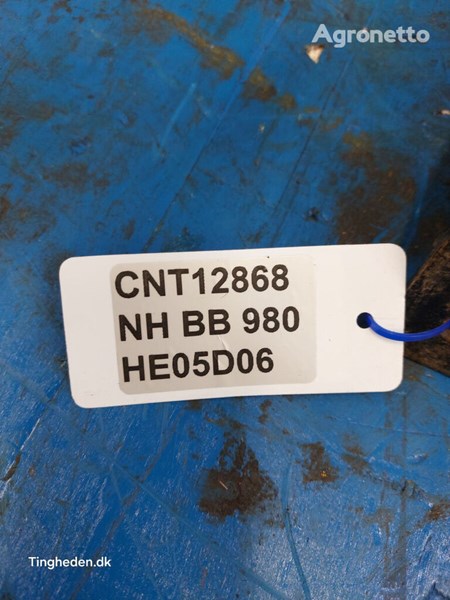 Agronetto
CNT12868
NH BB 980
HE05D06
Tingheden.dk